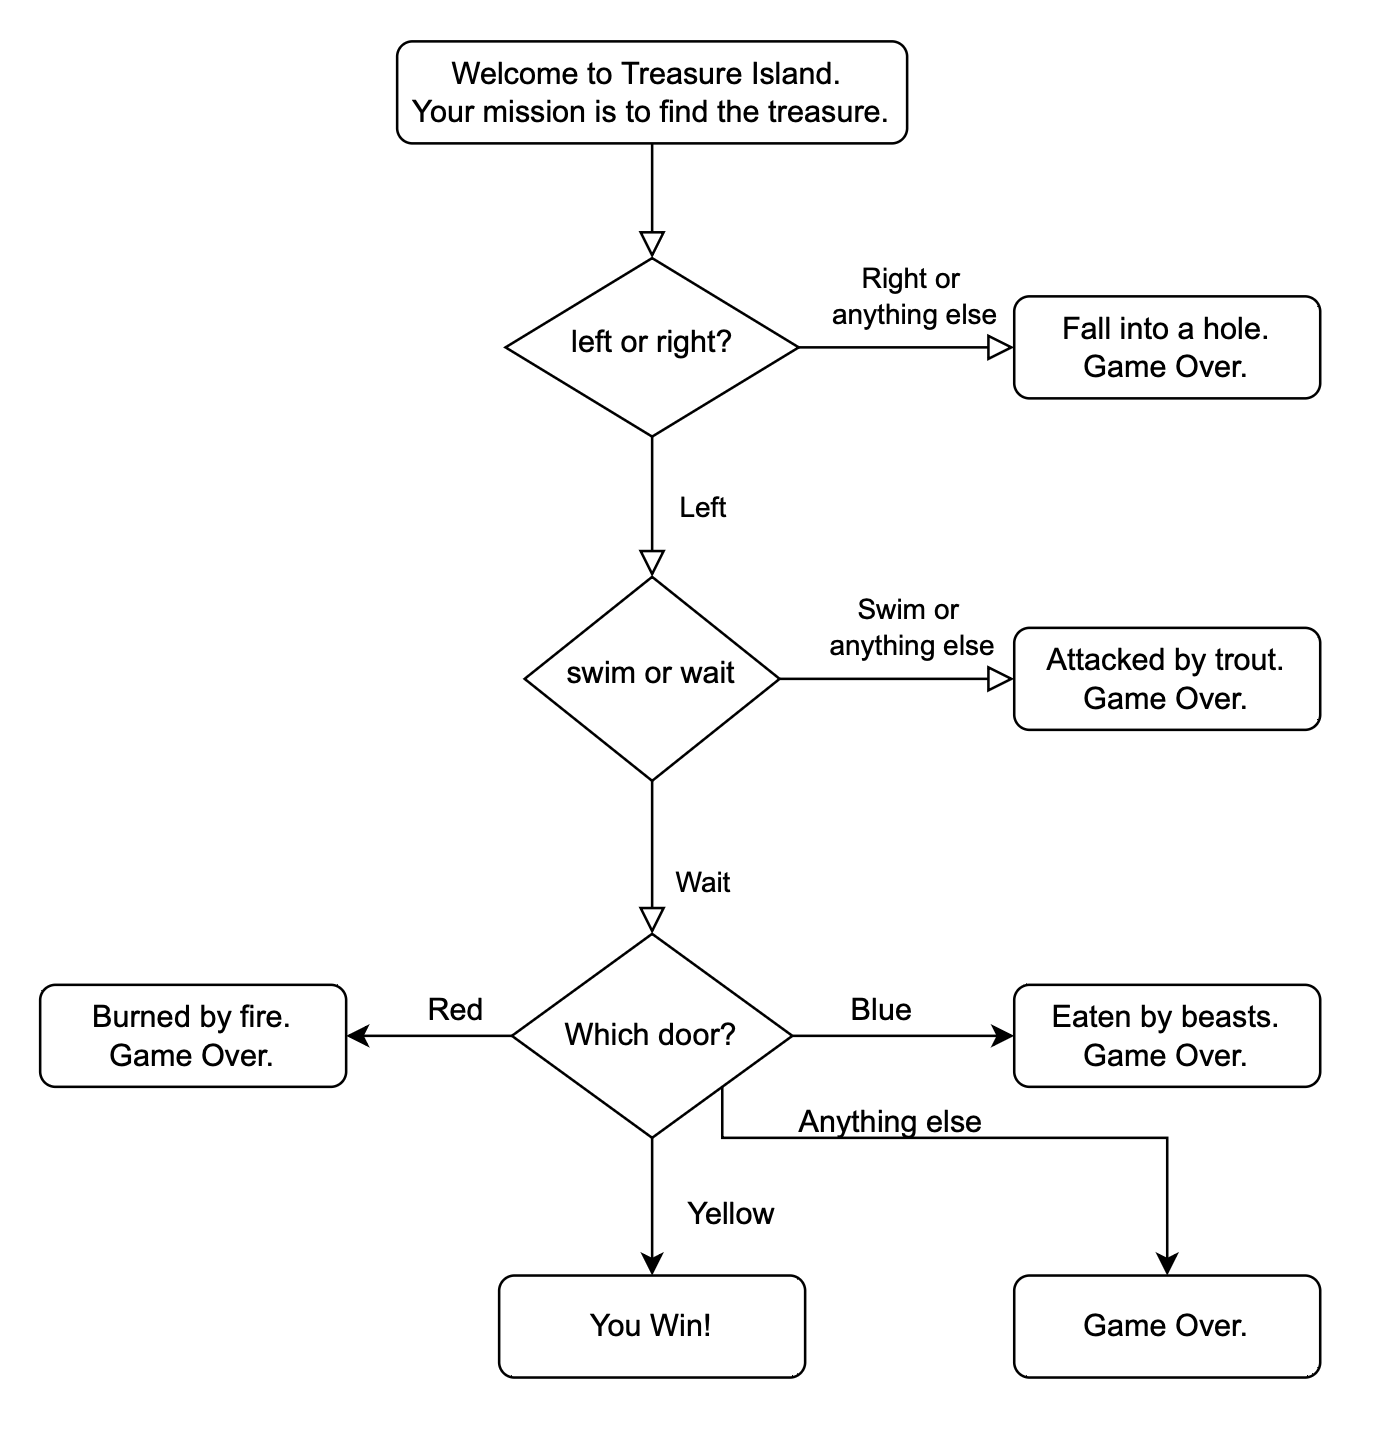 Welcome to Treasure Island.
Your mission is to find the treasure.
left or right?
Right or
anything else
Fall into a hole.
Game Over.
Left
swim or wait
Swim or
anything else
Attacked by trout.
Game Over.
Wait
Which door?
Red
Burned by fire.
Game Over.
Blue
Eaten by beasts.
Game Over.
Anything else
Yellow
You Win!
Game Over.